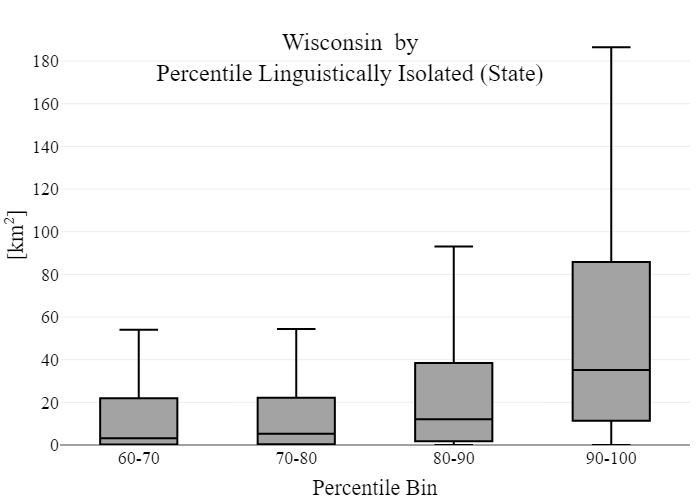 Wisconsin  by
Percentile Linguistically Isolated (State)
180
160
140
120
100
80
60
40
20
0
[km²]
60-70 70-80 80-90 90-100
Percentile Bin